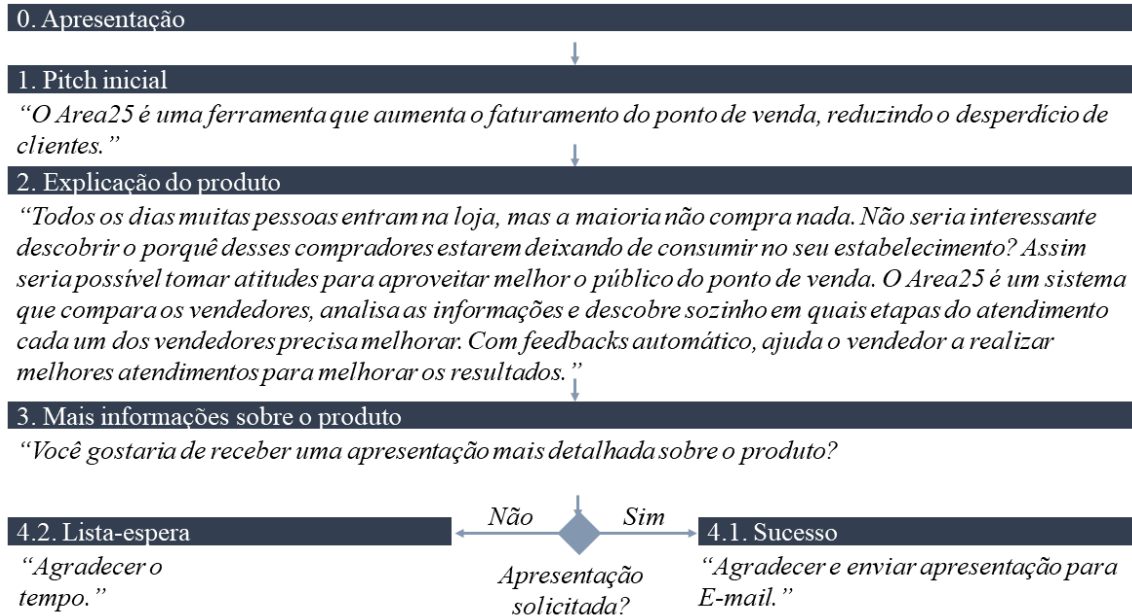 0. Apresentação
1. Pitch inicial
“O Area25 é uma ferramenta que aumenta o faturamento do ponto de venda, reduzindo o desperdício de
clientes.”
2. Explicação do produto
“Todos os dias muitas pessoas entram na loja, mas a maioria não compra nada. Não seria interessante
descobrir o porquê desses compradores estarem deixando de consumir no seu estabelecimento? Assim
seria possível tomar atitudes para aproveitar melhor o público do ponto de venda. O Area25 é um sistema
que compara os vendedores, analisa as informações e descobre sozinho em quais etapas do atendimento
cada um dos vendedores precisa melhorar. Com feedbacks automático, ajuda o vendedor a realizar
melhores atendimentos para melhorar os resultados.”
3. Mais informações sobre o produto
“Você gostaria de receber uma apresentação mais detalhada sobre o produto?
Não
Sim
4.2. Lista-espera
“Agradecer o
tempo.”
Apresentação
solicitada?
4.1. Sucesso
“Agradecer e enviar apresentação para
E-mail.”